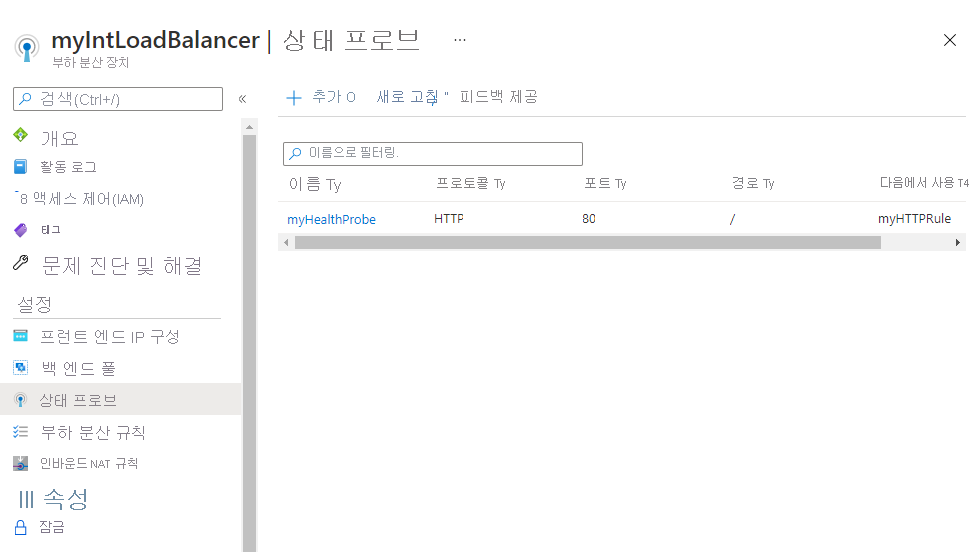 myIntLoadBalancer | 상태 프로브 ...
부하 분산 장치
검색(Ctrl+/) «
추가 O 새로 고침 " 피드백 제공
개요
활동 로그
이름으로 필터링.
이름 Ty 프로토콜 Ty 포트 Ty 경로 Ty 다음에서 사용 T4
ˉ8 액세스 제어(IAM)
myHealthProbe HTTP 80 / myHTTPRule
태그
문제 진단 및 해결
설정
프런트 엔드 IP 구성
백 엔드 풀
상태 프로브
부하 분산 규칙
인바운드 NAT 규칙
속성
잠금